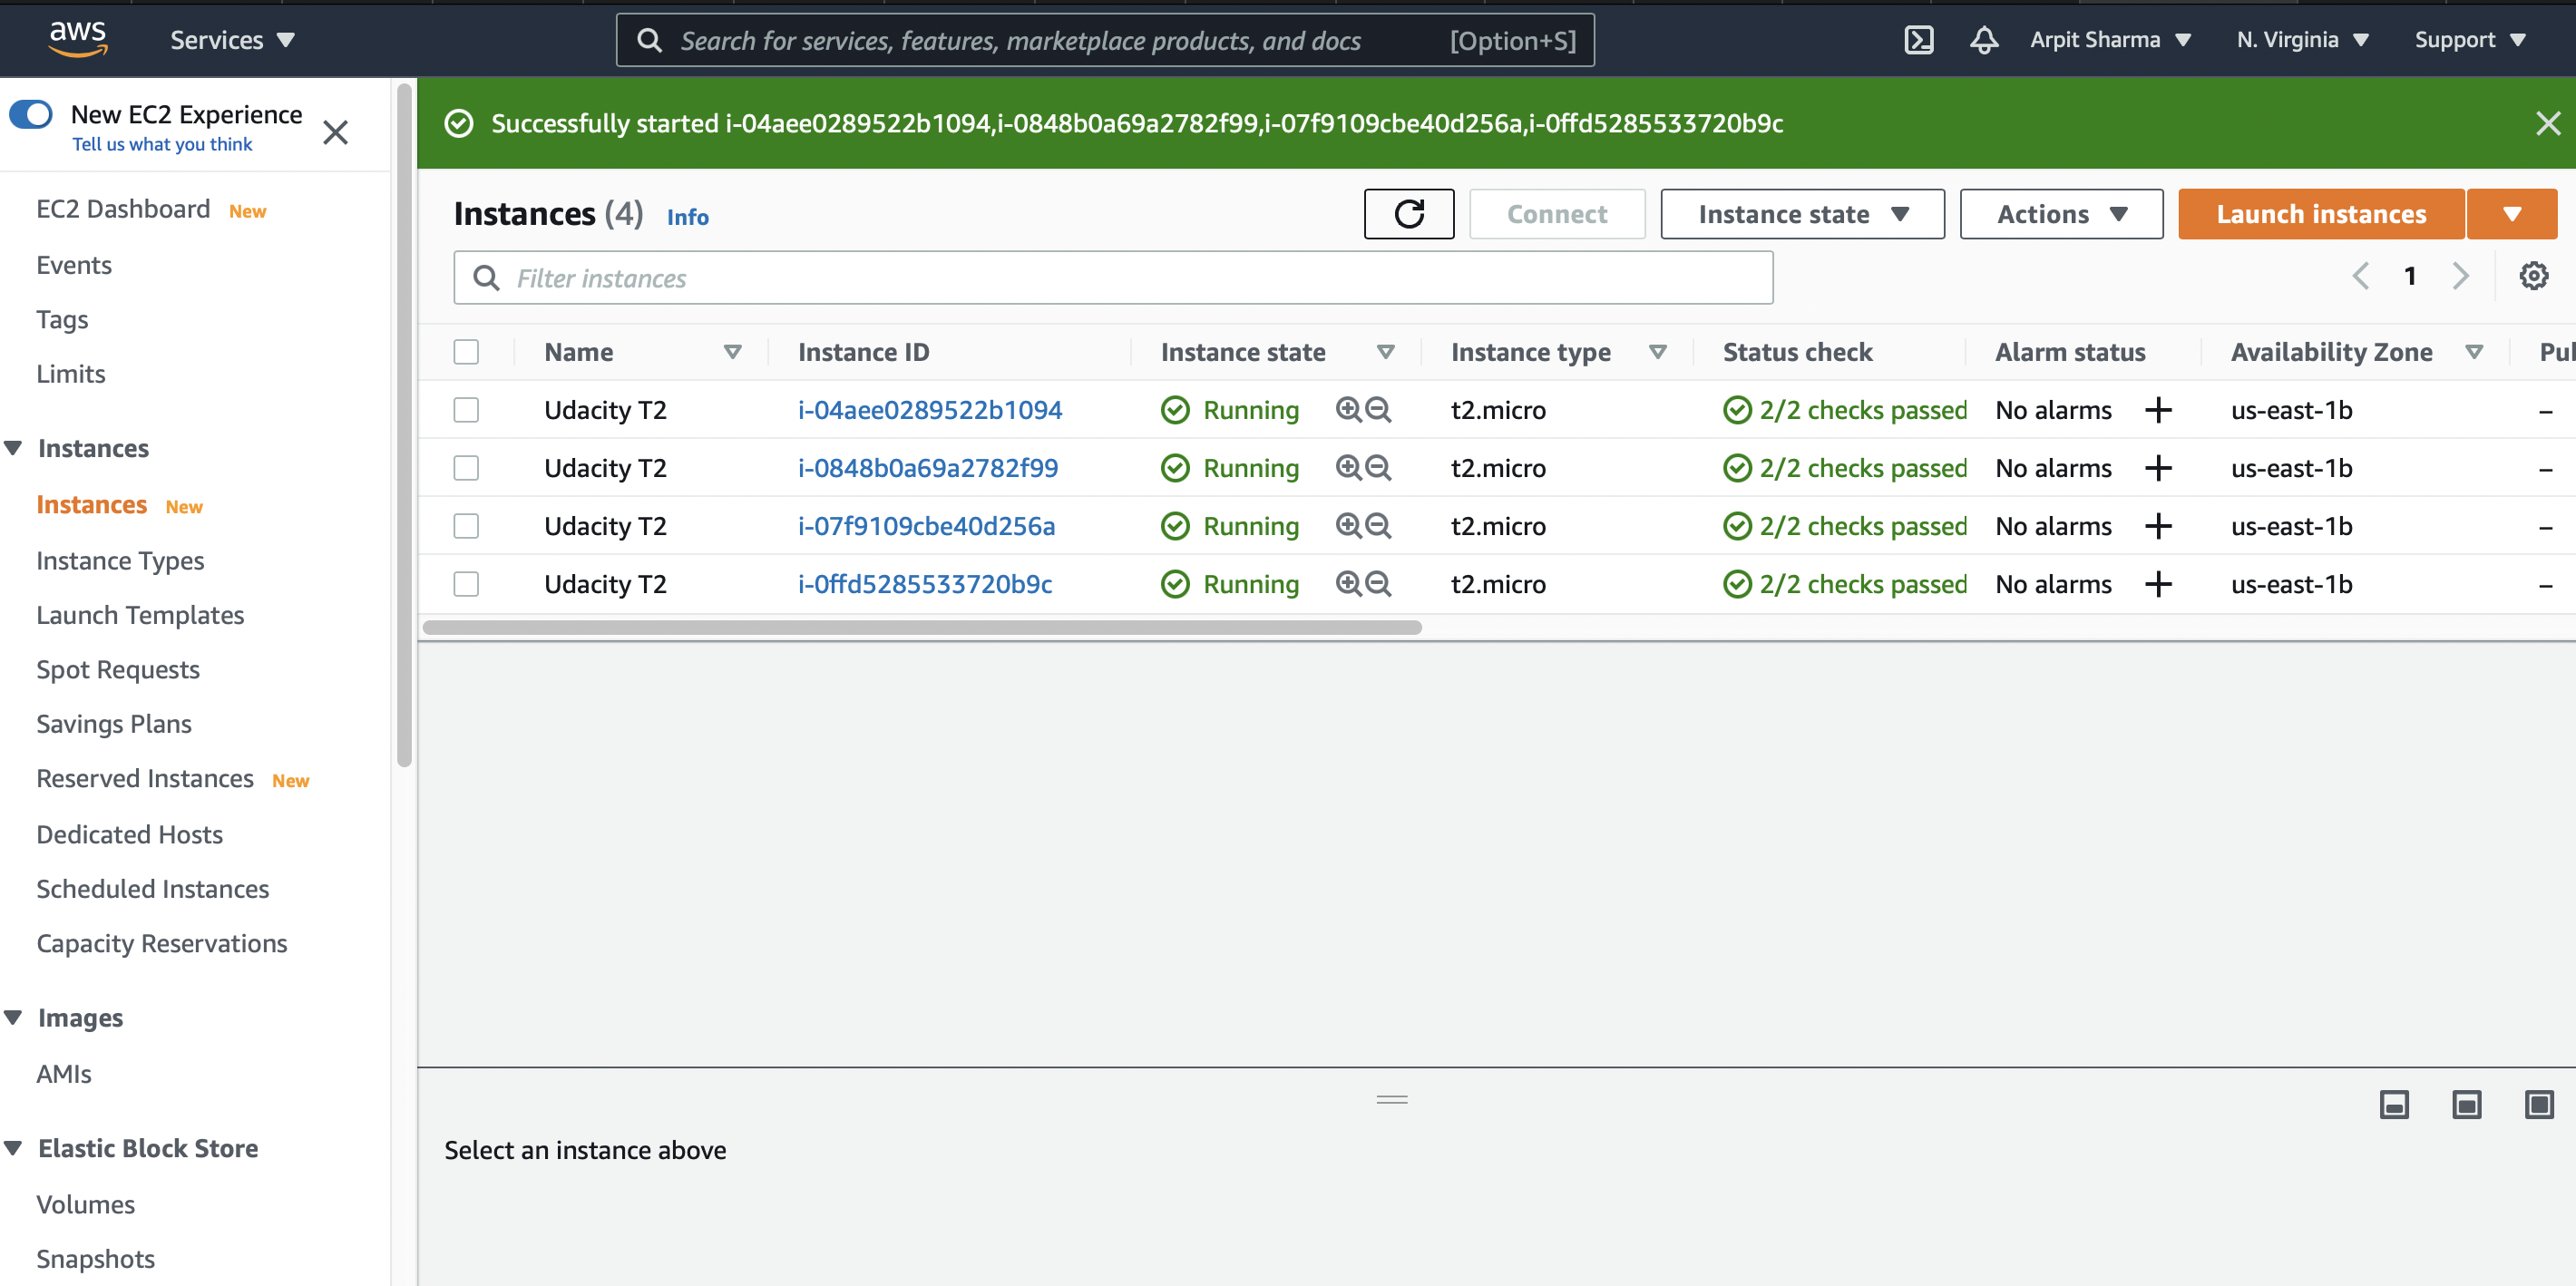 aws Services Search for services, features, marketplace products, and docs [Option+S] Arpit Sharma N. Virginia Support
New EC2 Experience
Tell us what you think
EC2 Dashboard New
Events
Tags
Limits
Instances
Instances New
Instance Types
Launch Templates
Spot Requests
Savings Plans
Reserved Instances New
Dedicated Hosts
Scheduled Instances
Capacity Reservations
Images
AMIs
Elastic Block Store
Volumes
Snapshots
Successfully started i-04aee0289522b1094,i-0848b0a69a2782f99,i-07f9109cbe40d256a,i-0ffd5285533720b9c
Instances (4) Info Connect Instance state Actions Launch instances
Filter instances 1
Name Instance ID Instance state Instance type Status check Alarm status Availability Zone Pul
Udacity T2 i-04aee0289522b1094 Running t2.micro 2/2 checks passed No alarms + us-east-1b –
Udacity T2 i-0848b0a69a2782f99 Running t2.micro 2/2 checks passed No alarms + us-east-1b –
Udacity T2 i-07f9109cbe40d256a Running t2.micro 2/2 checks passed No alarms + us-east-1b –
Udacity T2 i-0ffd5285533720b9c Running t2.micro 2/2 checks passed No alarms + us-east-1b –
Select an instance above